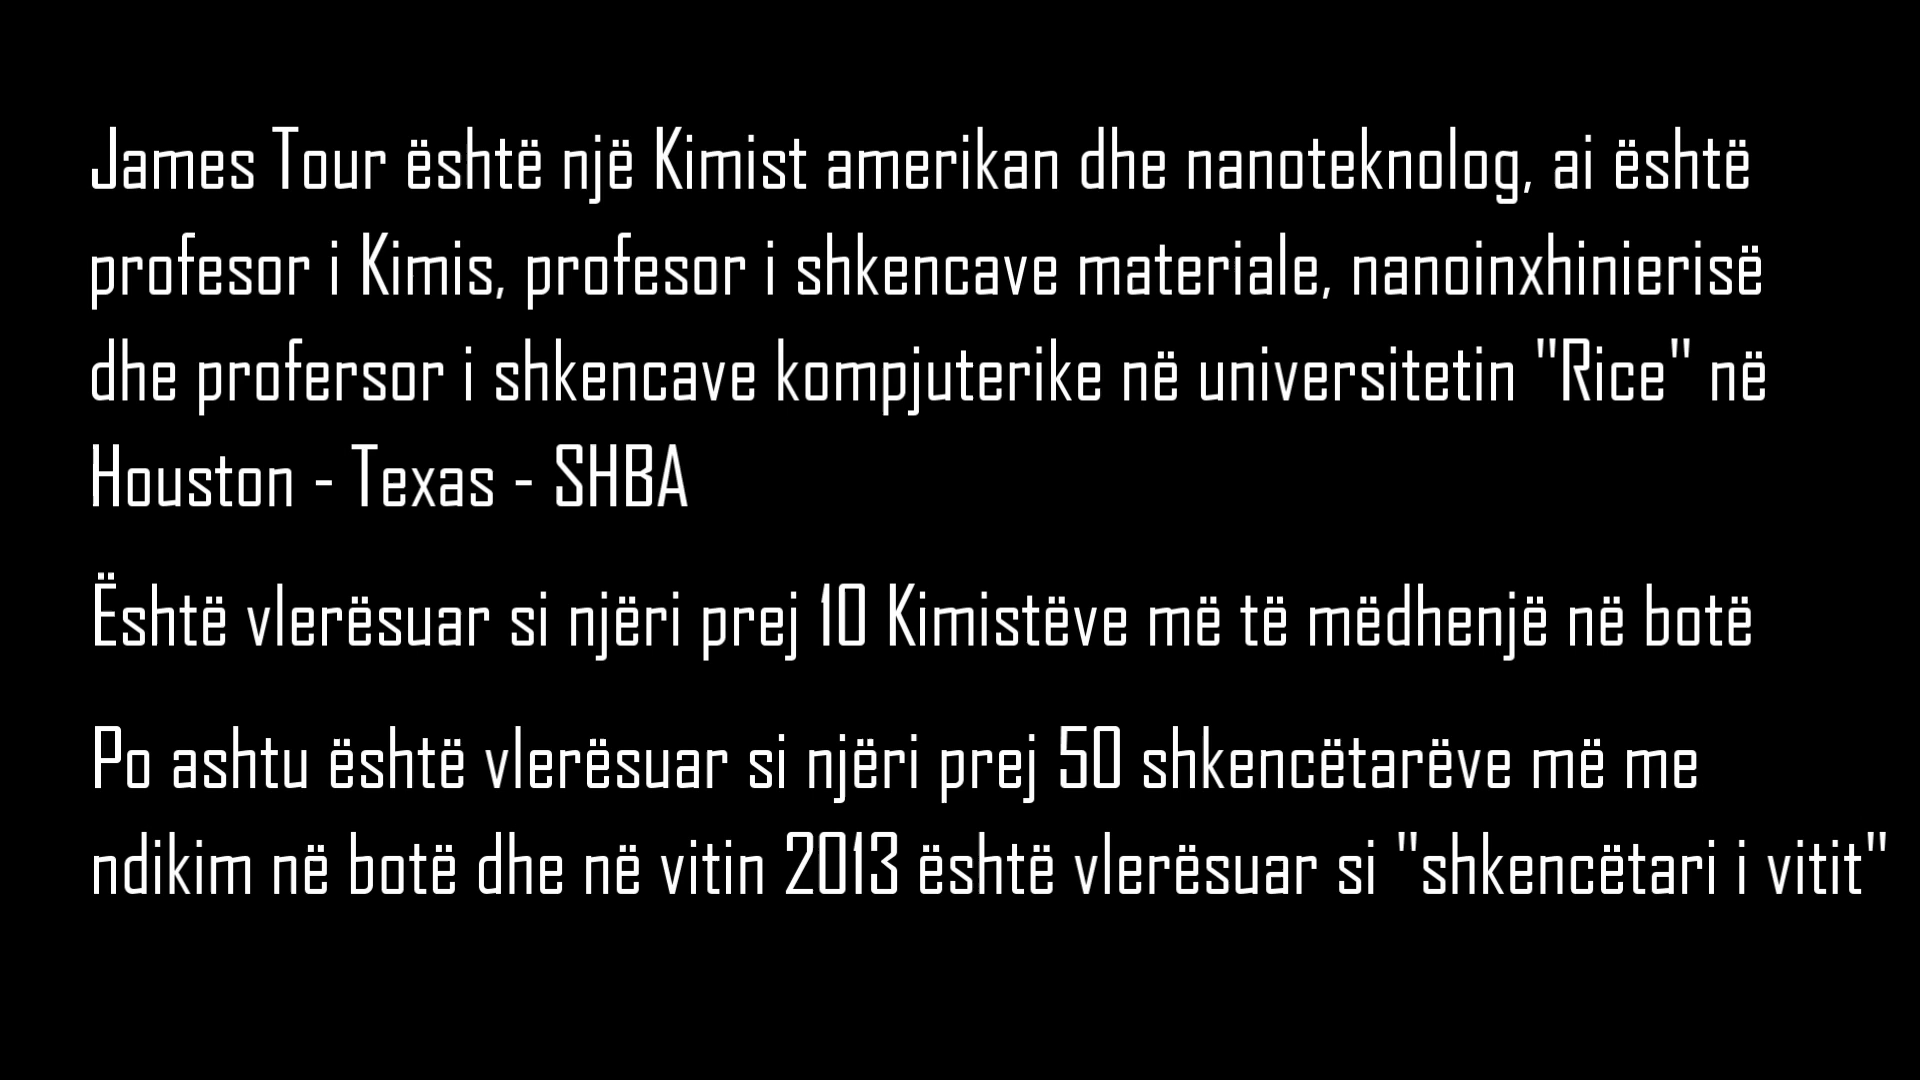 James Tour është një Kimist amerikan dhe nanoteknolog, ai është
profesor i Kimis, profesor i shkencave materiale, nanoinxhinierisë
dhe profersor i shkencave kompjuterike në universitetin "Rice" në
Houston - Texas - SHBA
Është vlerësuar si njëri prej 10 Kimistëve më të mëdhenjë në botë
Po ashtu është vlerësuar si njëri prej 50 shkencëtarëve më me
ndikim në botë dhe në vitin 2013 është vlerësuar si "shkencëtari i vitit"